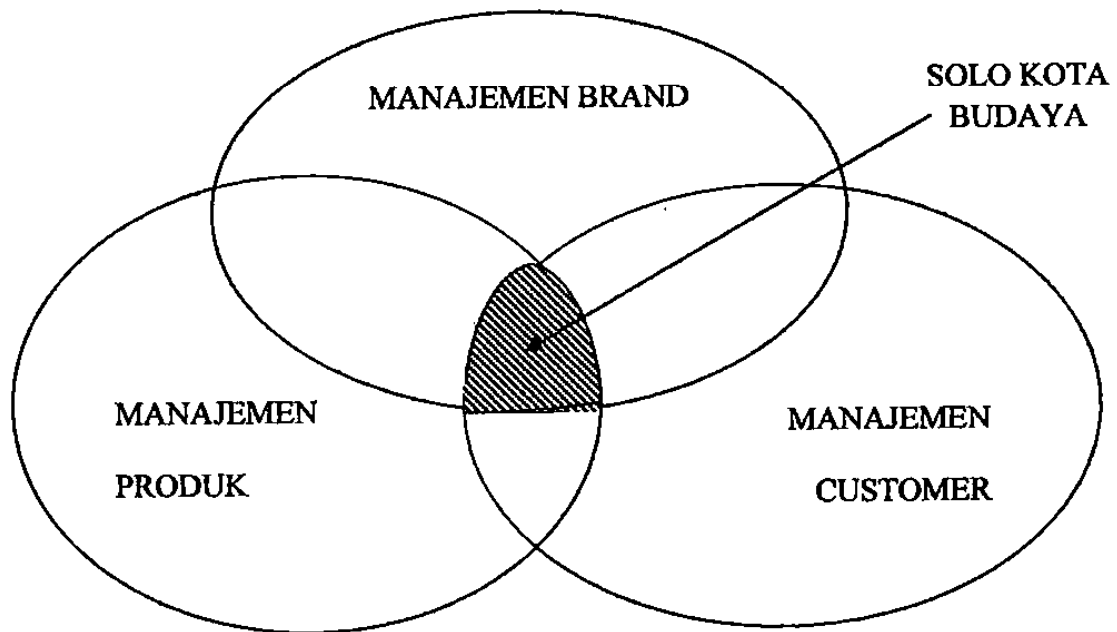 MANAJEMEN BRAND
SOLO KOTA
BUDAYA
MANAJEMEN
PRODUK
MANAJEMEN
CUSTOMER